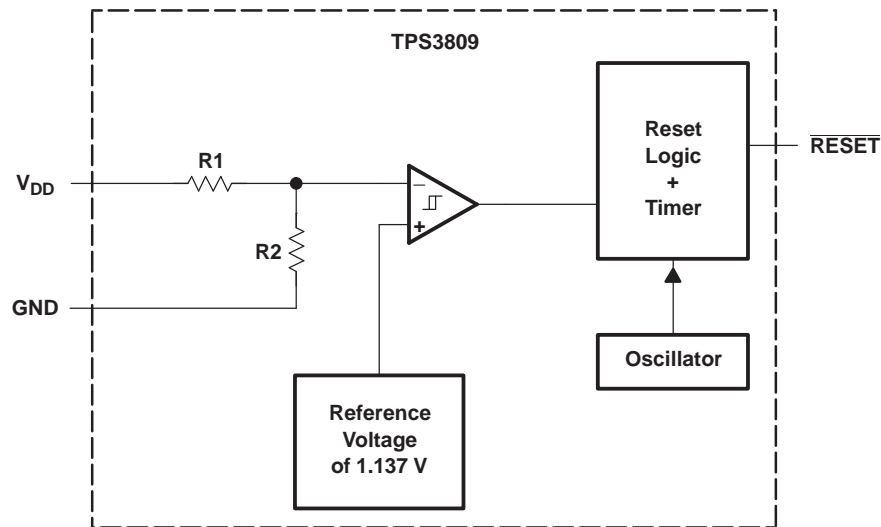 TPS3809
Reset
Logic
+
Timer
RESET
R1
VDD
−
+
R2
GND
Oscillator
Reference
Voltage
of 1.137 V